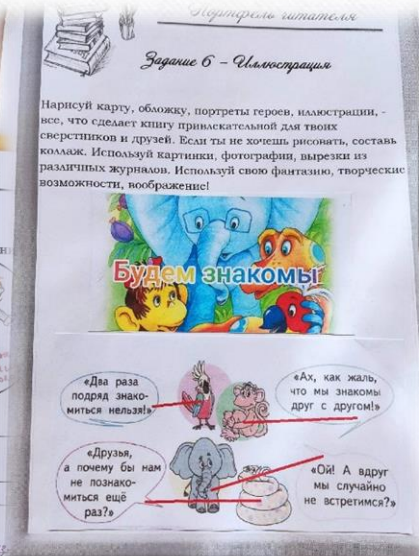 Портфель читателя
Задание 6 – Иллюстрация
Нарисуй карту, обложку, портреты героев, иллюстрации, -
все, что сделает книгу привлекательной для твоих
сверстников и друзей. Если ты не хочешь рисовать, составь
коллаж. Используй картинки, фотографии, вырезки из
различных журналов. Используй свою фантазию, творческие
возможности, воображение!
Будем знакомы
«Два раза
подряд знако-
миться нельзя!»
«Ах, как жаль,
что мы знакомы
друг с другом!»
«Друзья,
а почему бы нам
не познако-
миться ещё
раз?»
«Ой! А вдруг
мы случайно
не встретимся?»